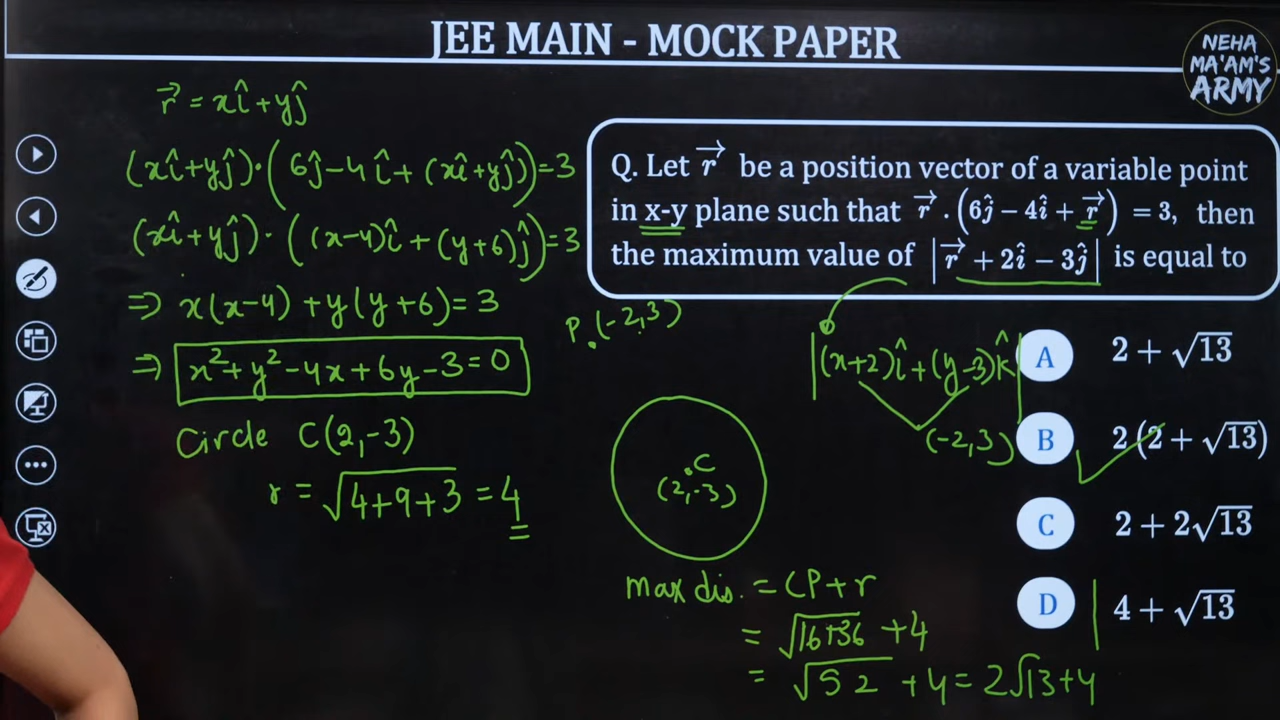 JEE MAIN - MOCK PAPER
NEHA
MA'AM'S
ARMY
r⃗ = xî + yĵ
(xî+yĵ)·(6ĵ-4î+(xî+yĵ))=3
(xî+yĵ)·((x-4)î+(y+6)ĵ)=3
⇒ x(x-4)+y(y+6)=3
⇒ x²+y²-4x+6y-3=0
Circle C(2,-3)
r = √(4+9+3) = 4
Q. Let r⃗ be a position vector of a variable point
in x-y plane such that r⃗ . (6ĵ − 4î + r⃗) = 3, then
the maximum value of |r⃗ + 2î − 3ĵ| is equal to
P.(-2,3)
|(x+2)î+(y-3)k̂|
(-2,3)
.C
(2,-3)
A 2 + √13
B 2(2 + √13)
C 2 + 2√13
D 4 + √13
max dis. = CP+r
= √(16+36) + 4
= √52 + 4 = 2√13+4